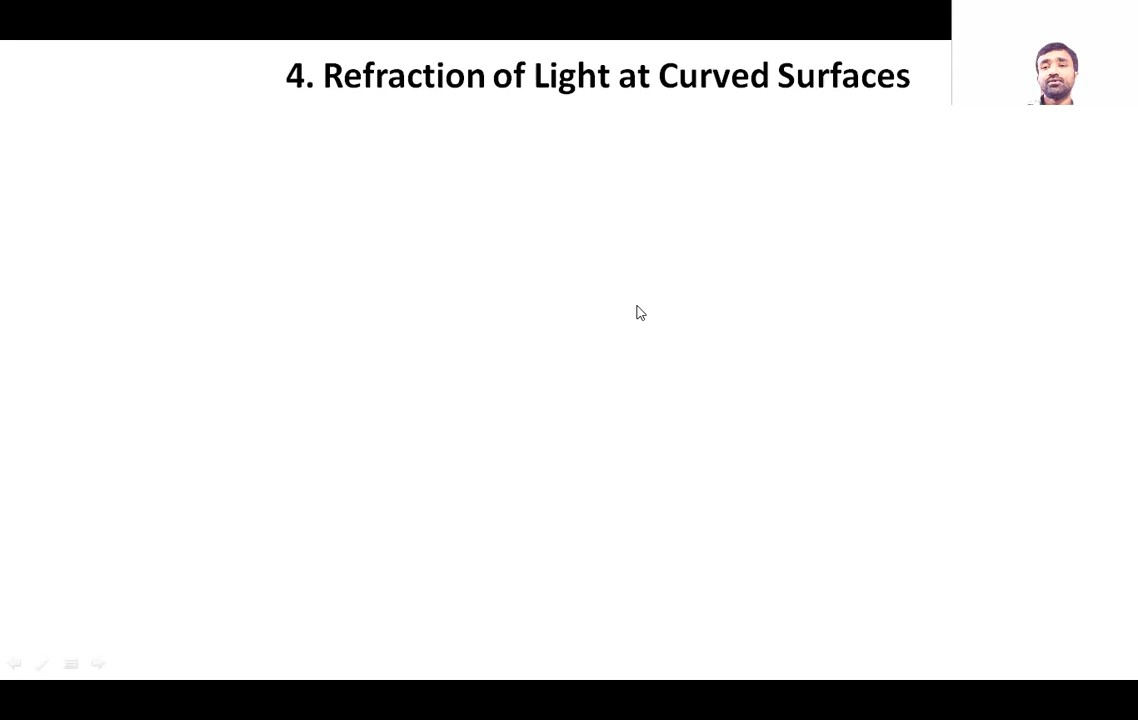 4. Refraction of Light at Curved Surfaces